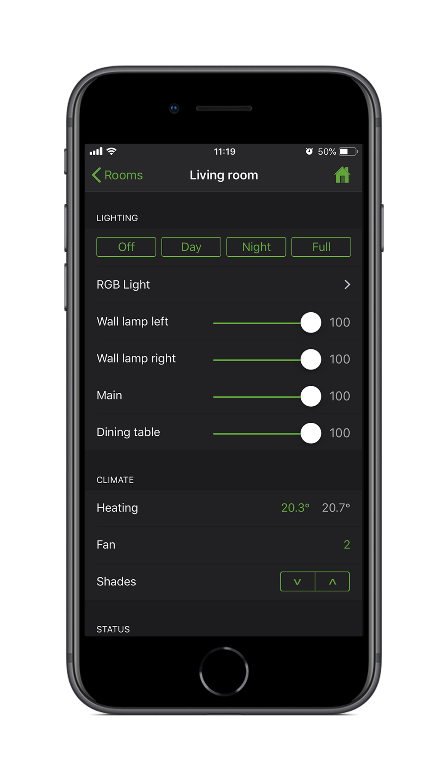 11:19 50%
Rooms Living room
LIGHTING
Off Day Night Full
RGB Light
Wall lamp left 100
Wall lamp right 100
Main 100
Dining table 100
CLIMATE
Heating 20.3° 20.7°
Fan 2
Shades
STATUS